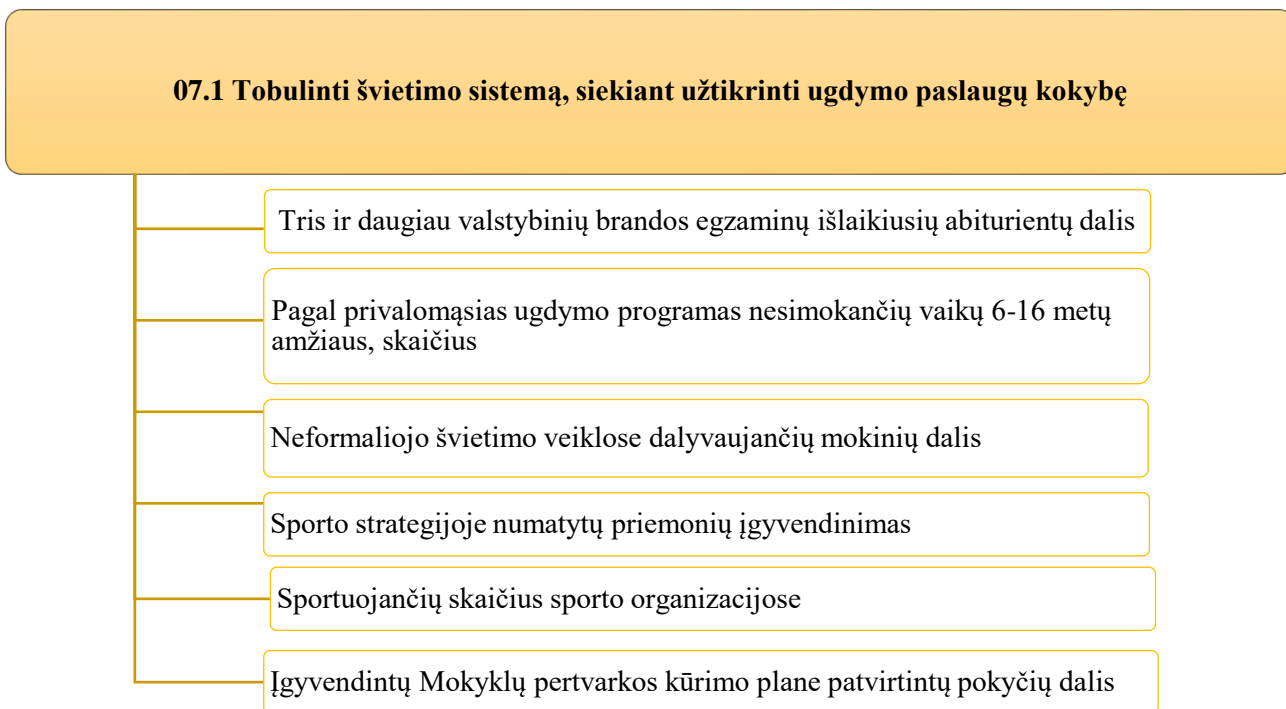 07.1 Tobulinti švietimo sistemą, siekiant užtikrinti ugdymo paslaugų kokybę
Tris ir daugiau valstybinių brandos egzaminų išlaikiusių abiturientų dalis
Pagal privalomąsias ugdymo programas nesimokančių vaikų 6-16 metų
amžiaus, skaičius
Neformaliojo švietimo veiklose dalyvaujančių mokinių dalis
Sporto strategijoje numatytų priemonių įgyvendinimas
Sportuojančių skaičius sporto organizacijose
Įgyvendintų Mokyklų pertvarkos kūrimo plane patvirtintų pokyčių dalis